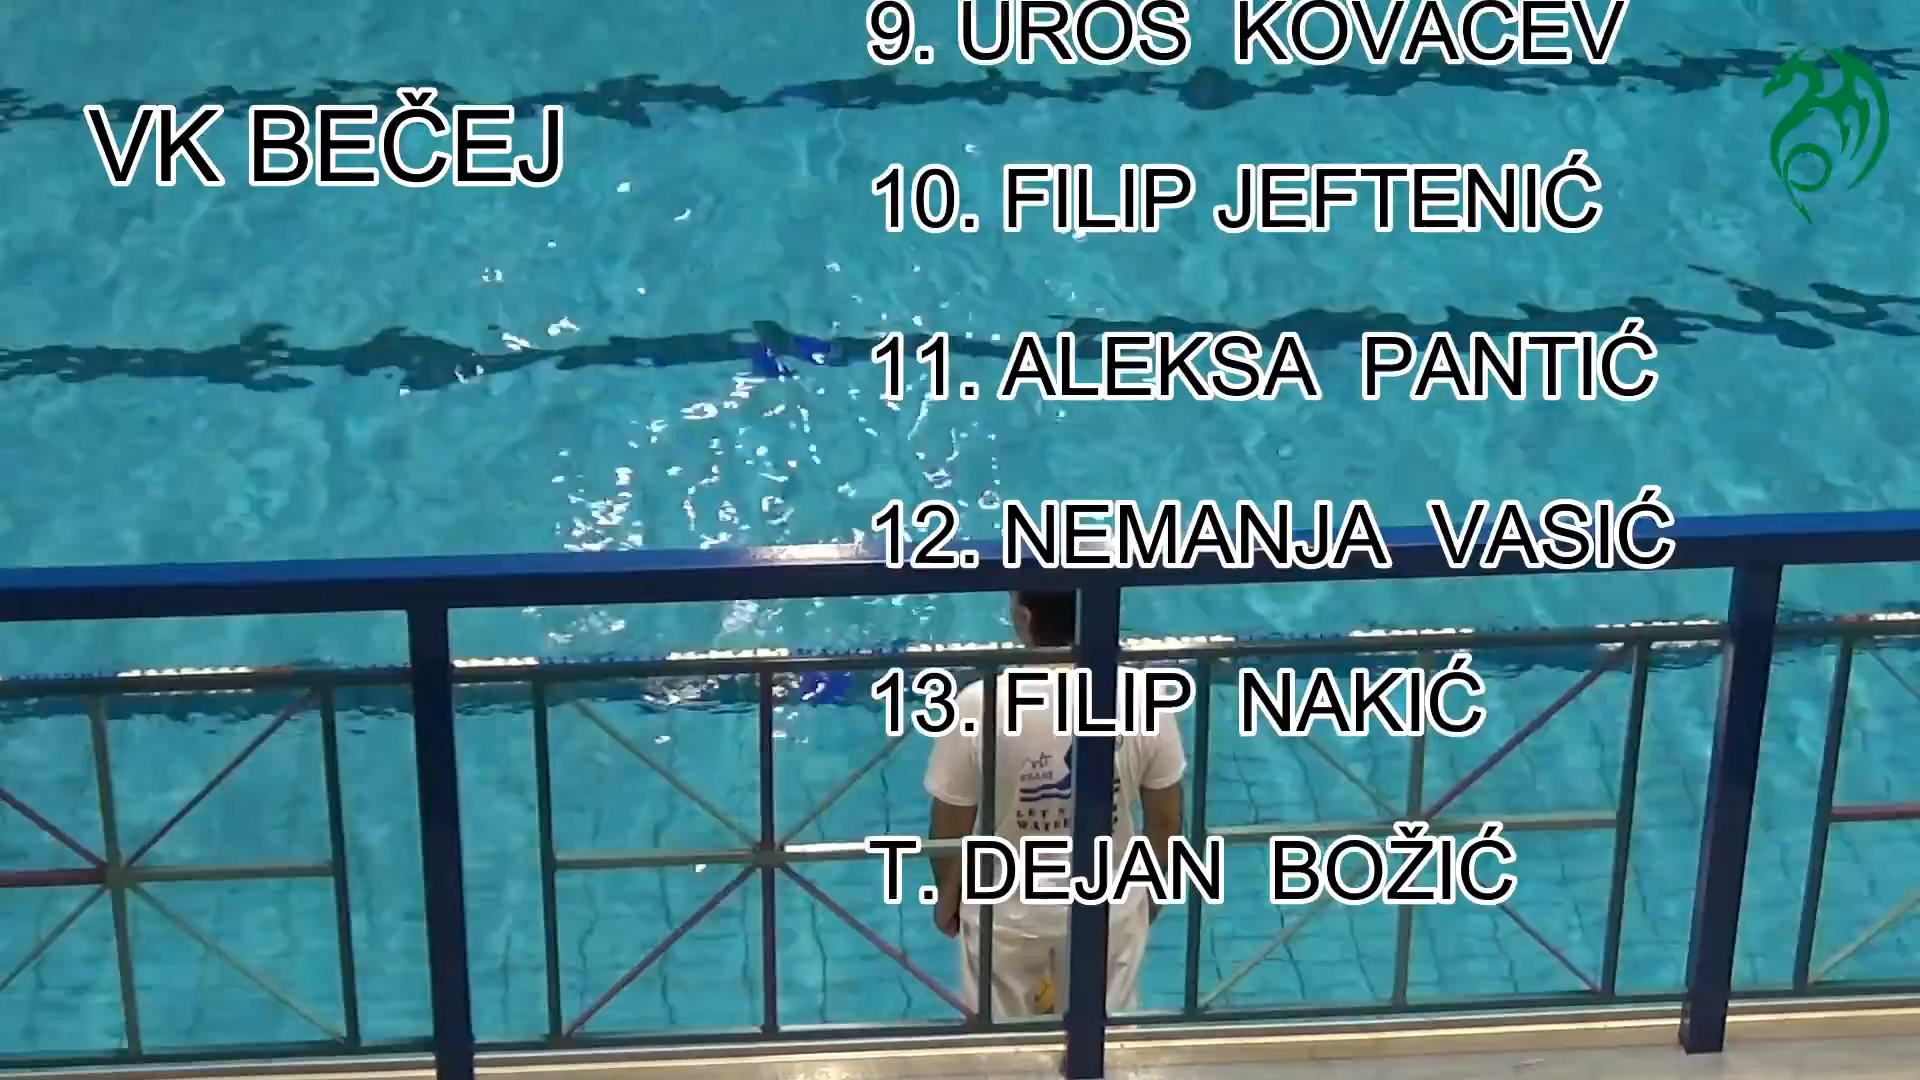 VK BEČEJ
9. UROS KOVACEV
10. FILIP JEFTENIĆ
11. ALEKSA PANTIĆ
12. NEMANJA VASIĆ
13. FILIP NAKIĆ
T. DEJAN BOŽIĆ